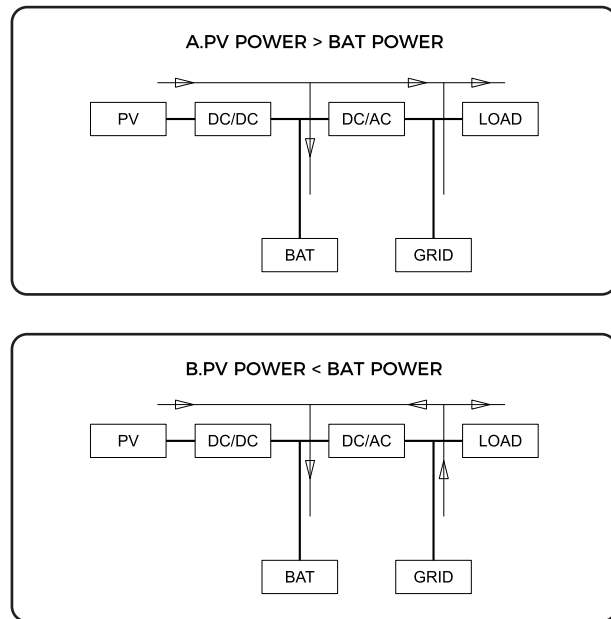 A.PV POWER > BAT POWER
PV DC/DC DC/AC LOAD
BAT GRID
B.PV POWER < BAT POWER
PV DC/DC DC/AC LOAD
BAT GRID